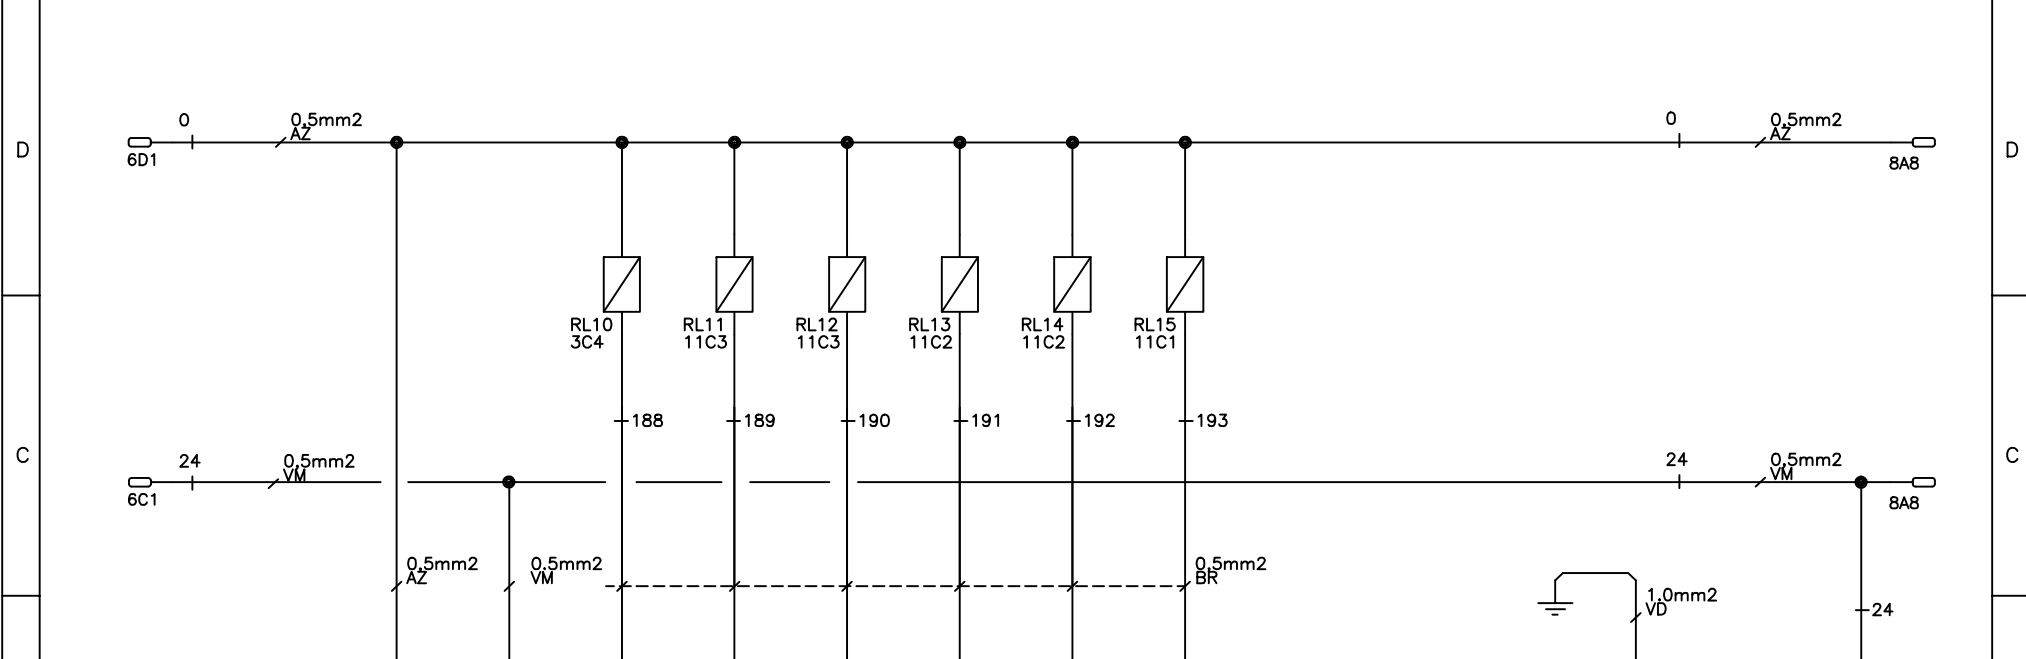 0
0,5mm2
AZ
0
0,5mm2
AZ
D
6D1
8A8
D
RL10
3C4
RL11
11C3
RL12
11C3
RL13
11C2
RL14
11C2
RL15
11C1
188
189
190
191
192
193
C
24
0,5mm2
VM
24
0,5mm2
VM
C
6C1
8A8
0,5mm2
AZ
0.5mm2
VM
0,5mm2
BR
1.0mm2
VD
24